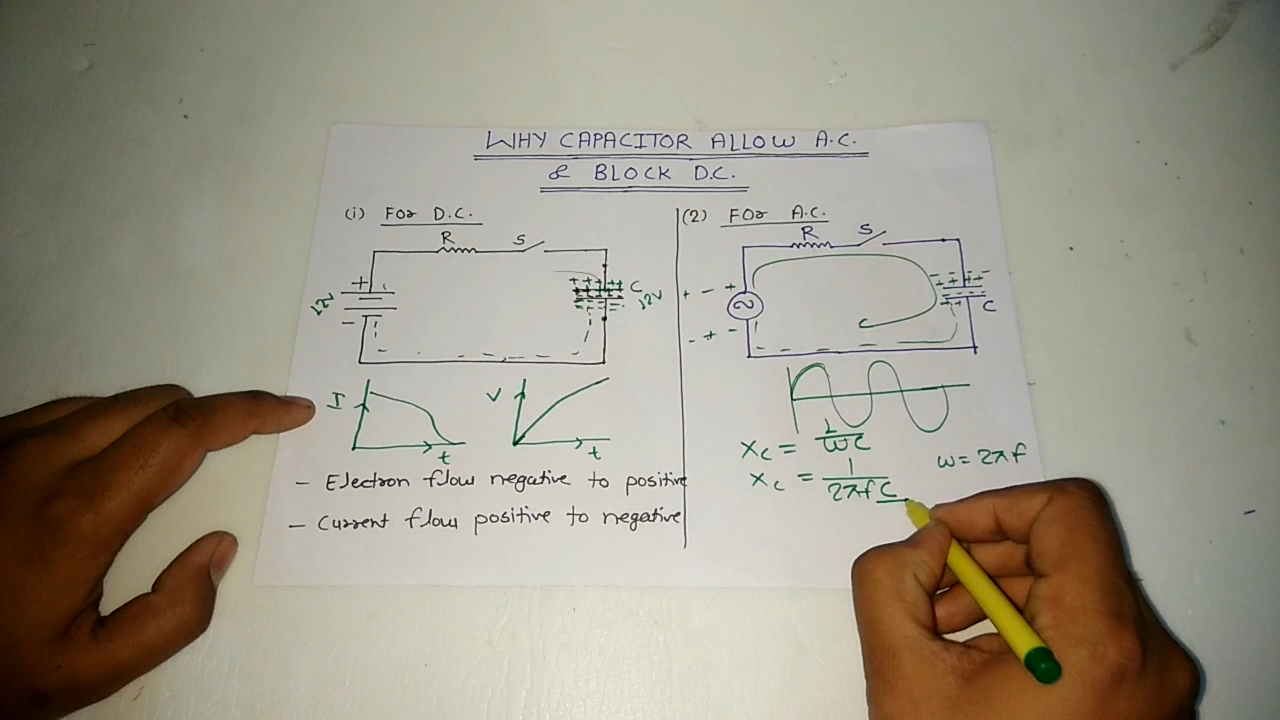 WHY CAPACITOR ALLOW A.C.
& BLOCK D.C.
(i) FOR D.C.
R S
+
12V
-
C
12V
I
t
V
t
- Electron flow negative to positive
- Current flow positive to negative
(2) FOR A.C.
R S
+ - +
- + -
C
Xc = 1/ωC
Xc = 1/2πfC
ω = 2πf